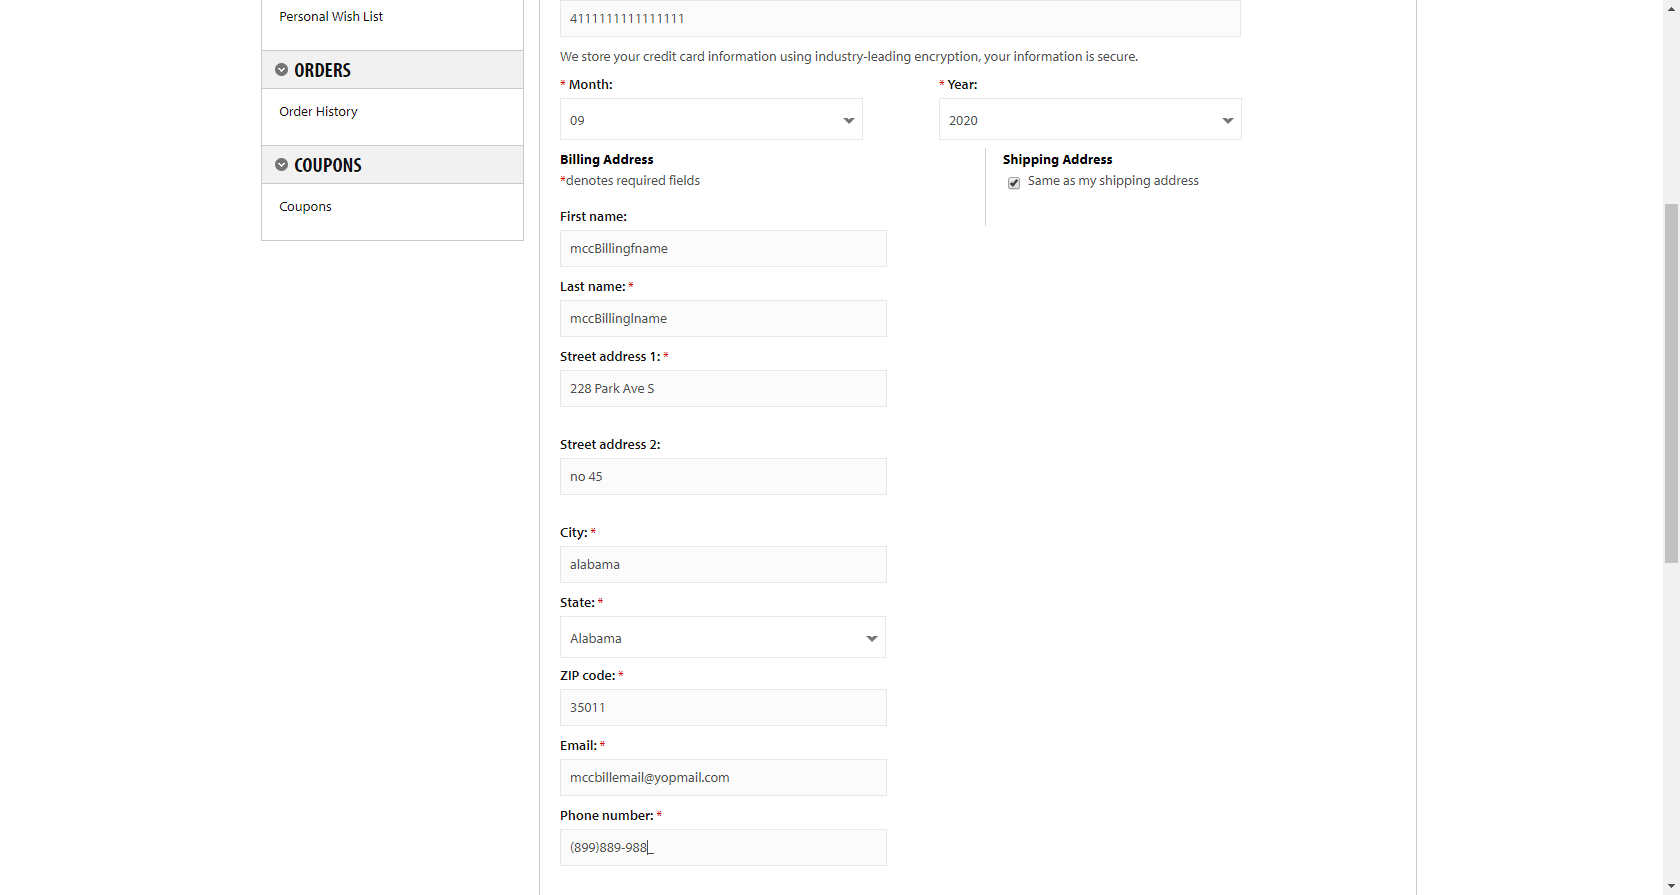 Personal Wish List
ORDERS
Order History
COUPONS
Coupons
4111111111111111
We store your credit card information using industry-leading encryption, your information is secure.
* Month:
* Year:
09
2020
Billing Address
*denotes required fields
Shipping Address
Same as my shipping address
First name:
mccBillingfname
Last name: *
mccBillinglname
Street address 1: *
228 Park Ave S
Street address 2:
no 45
City: *
alabama
State: *
Alabama
ZIP code: *
35011
Email: *
mccbillemail@yopmail.com
Phone number: *
(899)889-988_